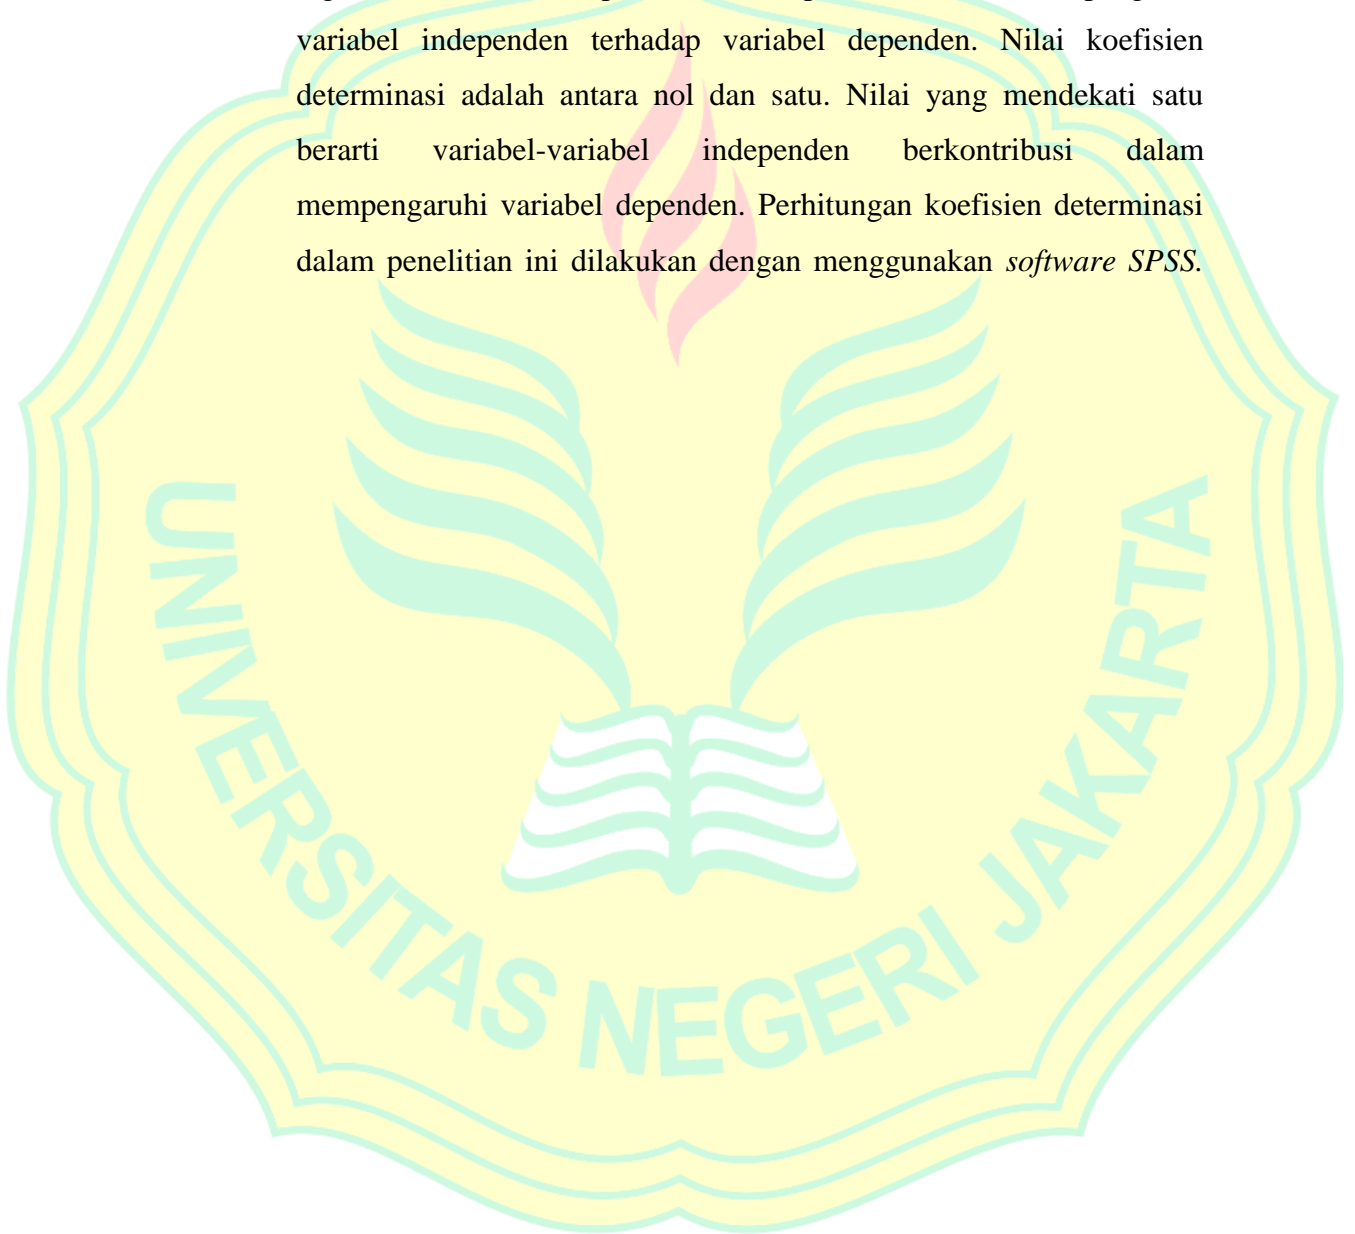 variabel independen terhadap variabel dependen. Nilai koefisien
determinasi adalah antara nol dan satu. Nilai yang mendekati satu
berarti variabel-variabel independen berkontribusi dalam
mempengaruhi variabel dependen. Perhitungan koefisien determinasi
dalam penelitian ini dilakukan dengan menggunakan software SPSS.
UNIVERSITAS NEGERI JAKARTA